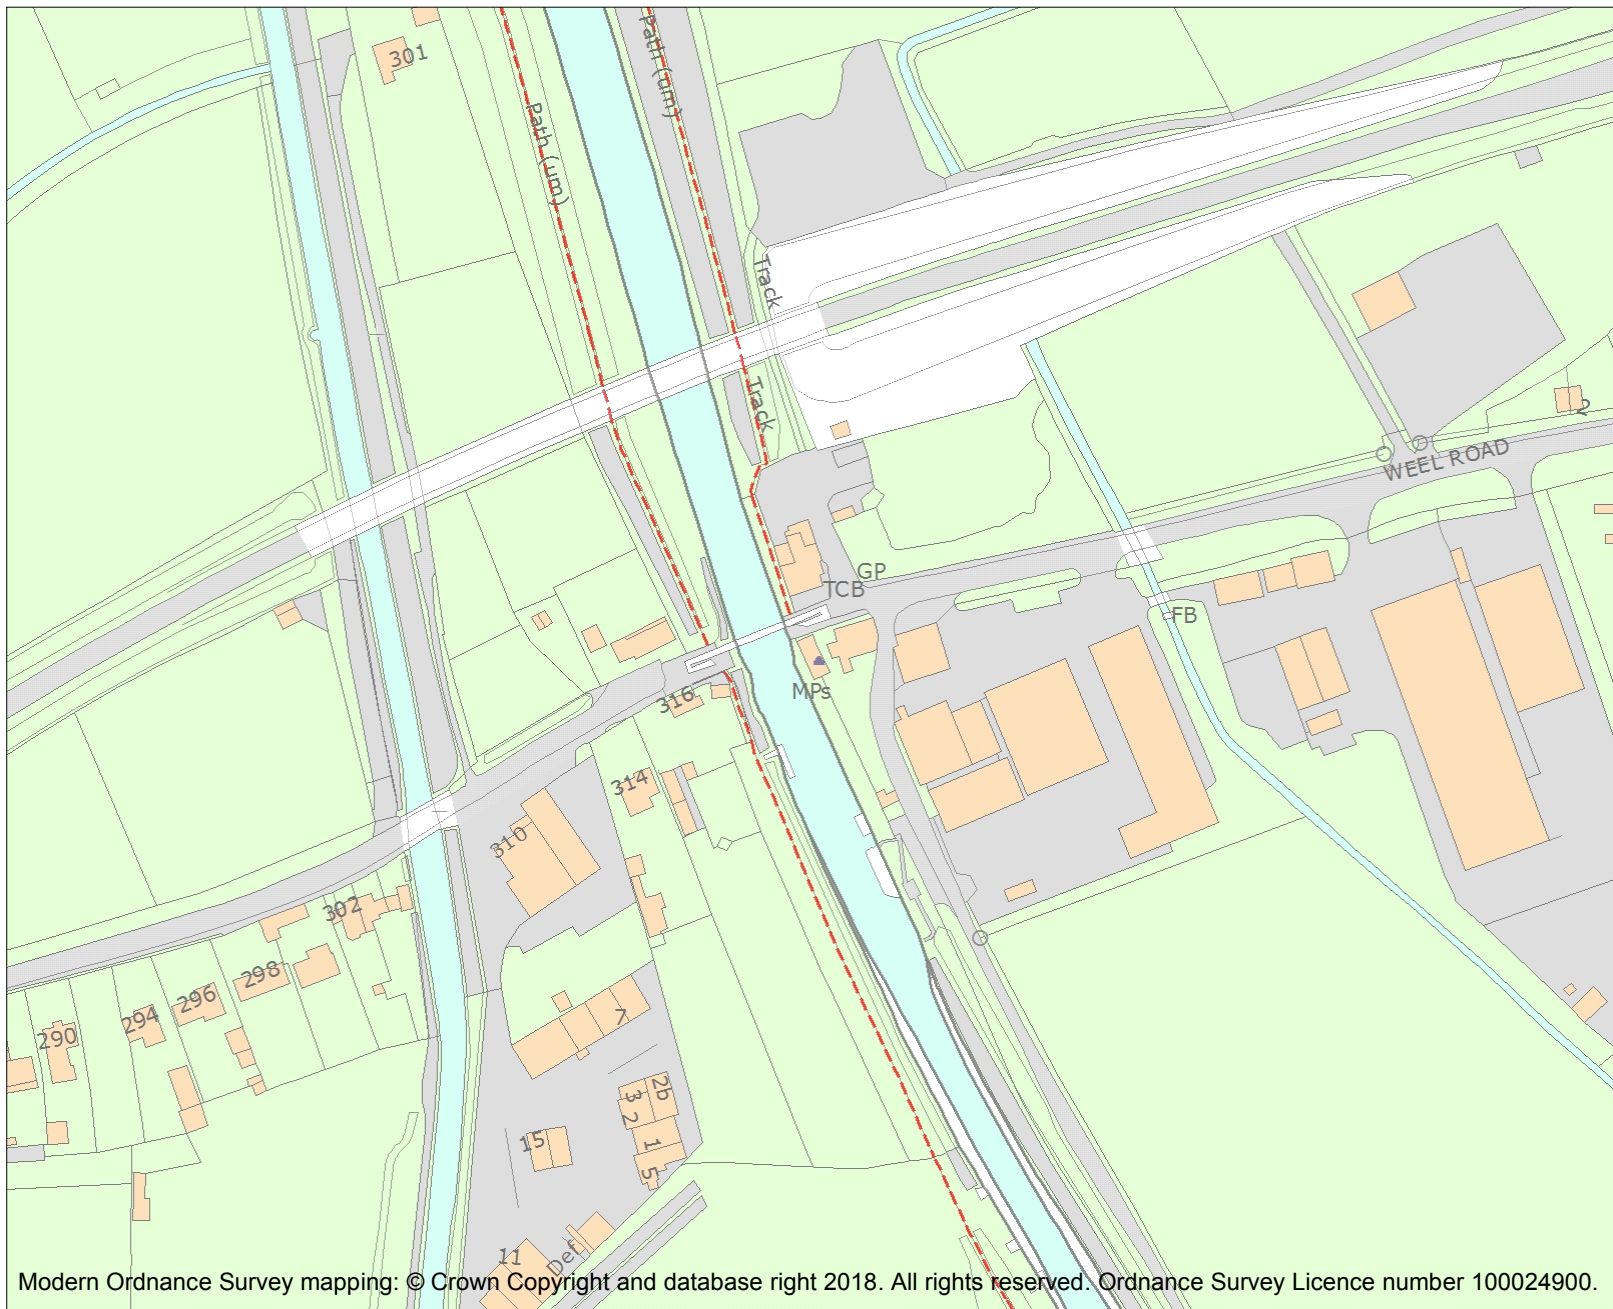 301
Path (um)
Path (um)
Track
Track
2
WEEL ROAD
GP
TCB
FB
MPs
316
314
310
302
298
296
294
290
7
2b
3
2
1
5
15
11
Def
Modern Ordnance Survey mapping: © Crown Copyright and database right 2018. All rights reserved. Ordnance Survey Licence number 100024900.